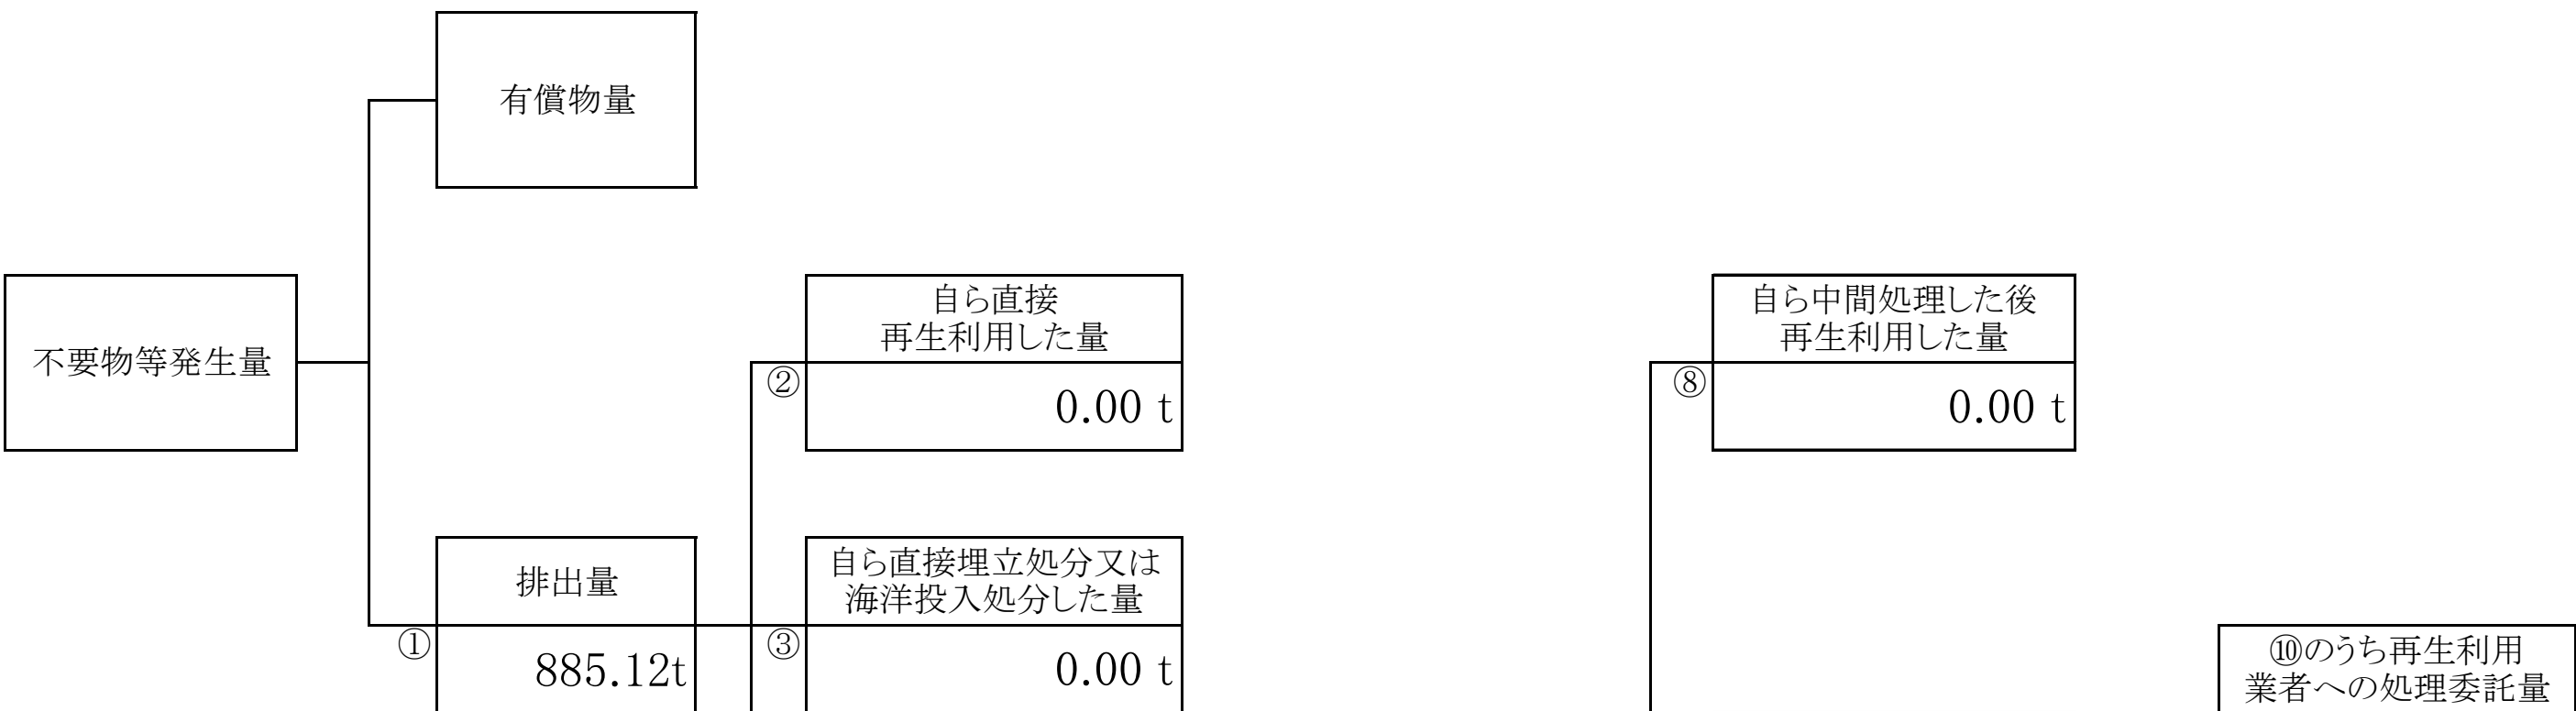 有償物量
不要物等発生量
自ら直接
再生利用した量
②
0.00 t
自ら中間処理した後
再生利用した量
⑧
0.00 t
排出量
①
885.12t
自ら直接埋立処分又は
海洋投入処分した量
③
0.00 t
⑩のうち再生利用
業者への処理委託量